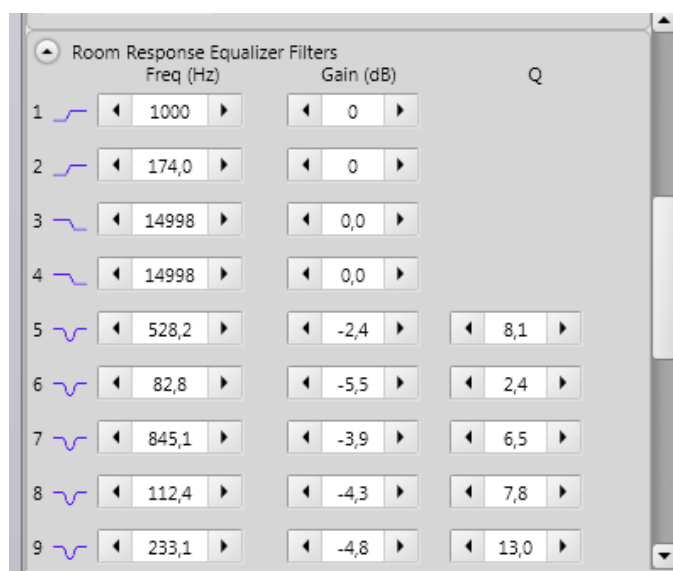 Room Response Equalizer Filters
Freq (Hz) Gain (dB) Q
1 1000 0
2 174,0 0
3 14998 0,0
4 14998 0,0
5 528,2 -2,4 8,1
6 82,8 -5,5 2,4
7 845,1 -3,9 6,5
8 112,4 -4,3 7,8
9 233,1 -4,8 13,0